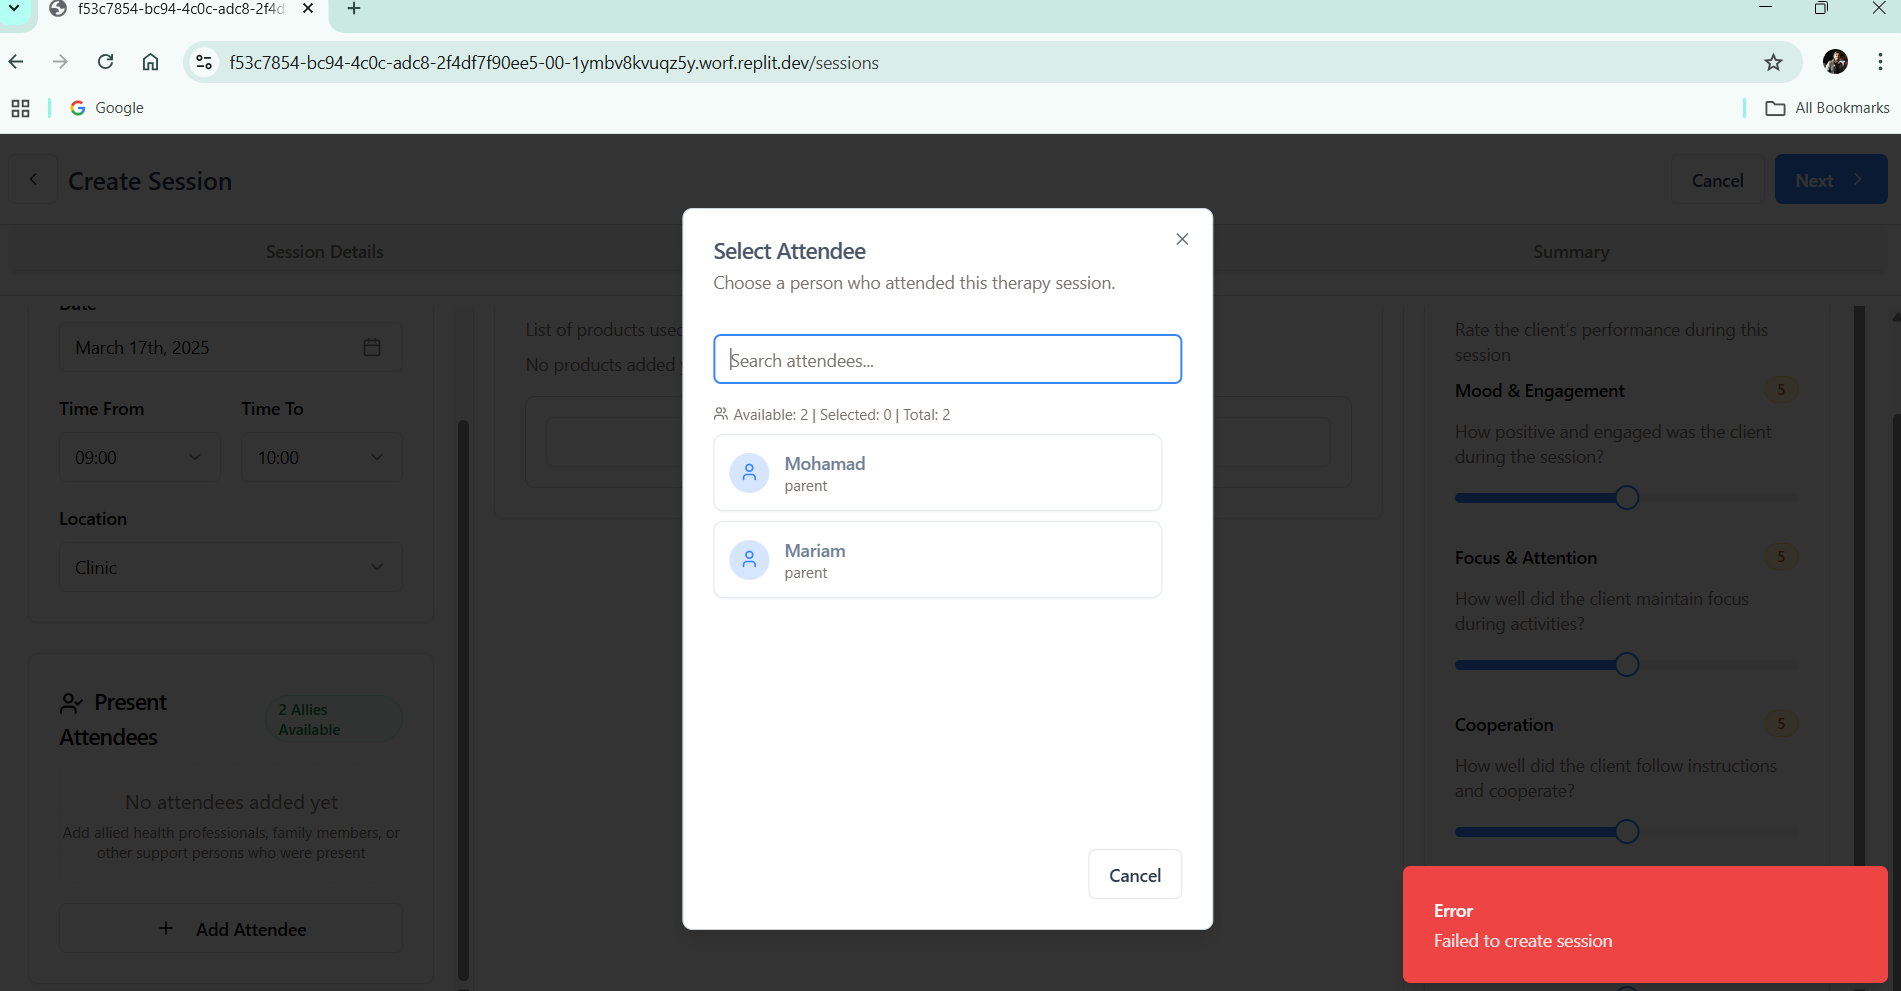 f53c7854-bc94-4c0c-adc8-2f4d
f53c7854-bc94-4c0c-adc8-2f4df7f90ee5-00-1ymbv8kvuqz5y.worf.replit.dev/sessions
Google
All Bookmarks
Create Session
Cancel
Next
Session Details
Summary
Date
March 17th, 2025
Time From
Time To
09:00
10:00
Location
Clinic
Present
Attendees
2 Allies
Available
No attendees added yet
Add allied health professionals, family members, or
other support persons who were present
Add Attendee
List of products used
No products added
Select Attendee
Choose a person who attended this therapy session.
Search attendees...
Available: 2 | Selected: 0 | Total: 2
Mohamad
parent
Mariam
parent
Cancel
Rate the client's performance during this
session
Mood & Engagement
5
How positive and engaged was the client
during the session?
Focus & Attention
5
How well did the client maintain focus
during activities?
Cooperation
5
How well did the client follow instructions
and cooperate?
Error
Failed to create session